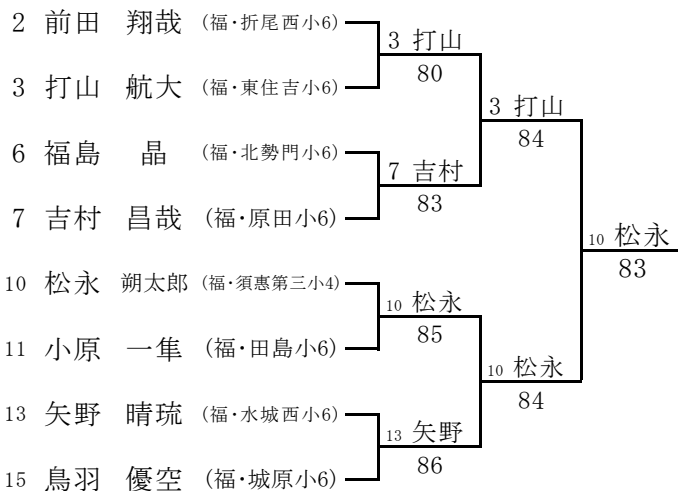 2 前田 翔哉 (福・折尾西小6)
3 打山
80
3 打山 航大 (福・東住吉小6)
3 打山
84
6 福島 晶 (福・北勢門小6)
7 吉村
83
7 吉村 昌哉 (福・原田小6)
10 松永
83
10 松永 朔太郎 (福・須惠第三小4)
10 松永
85
11 小原 一隼 (福・田島小6)
10 松永
84
13 矢野 晴琉 (福・水城西小6)
13 矢野
86
15 鳥羽 優空 (福・城原小6)